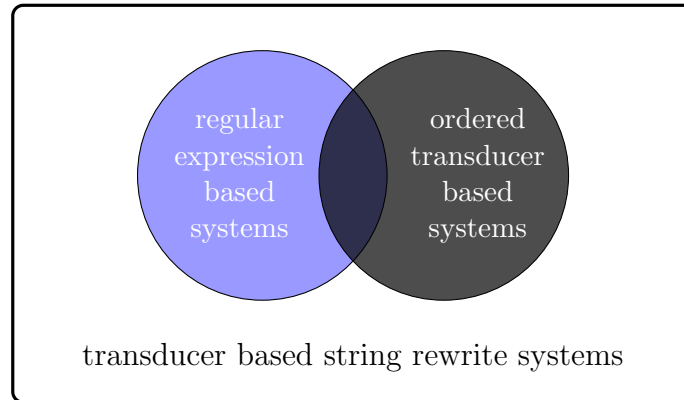 regular
expression
based
systems
ordered
transducer
based
systems
transducer based string rewrite systems